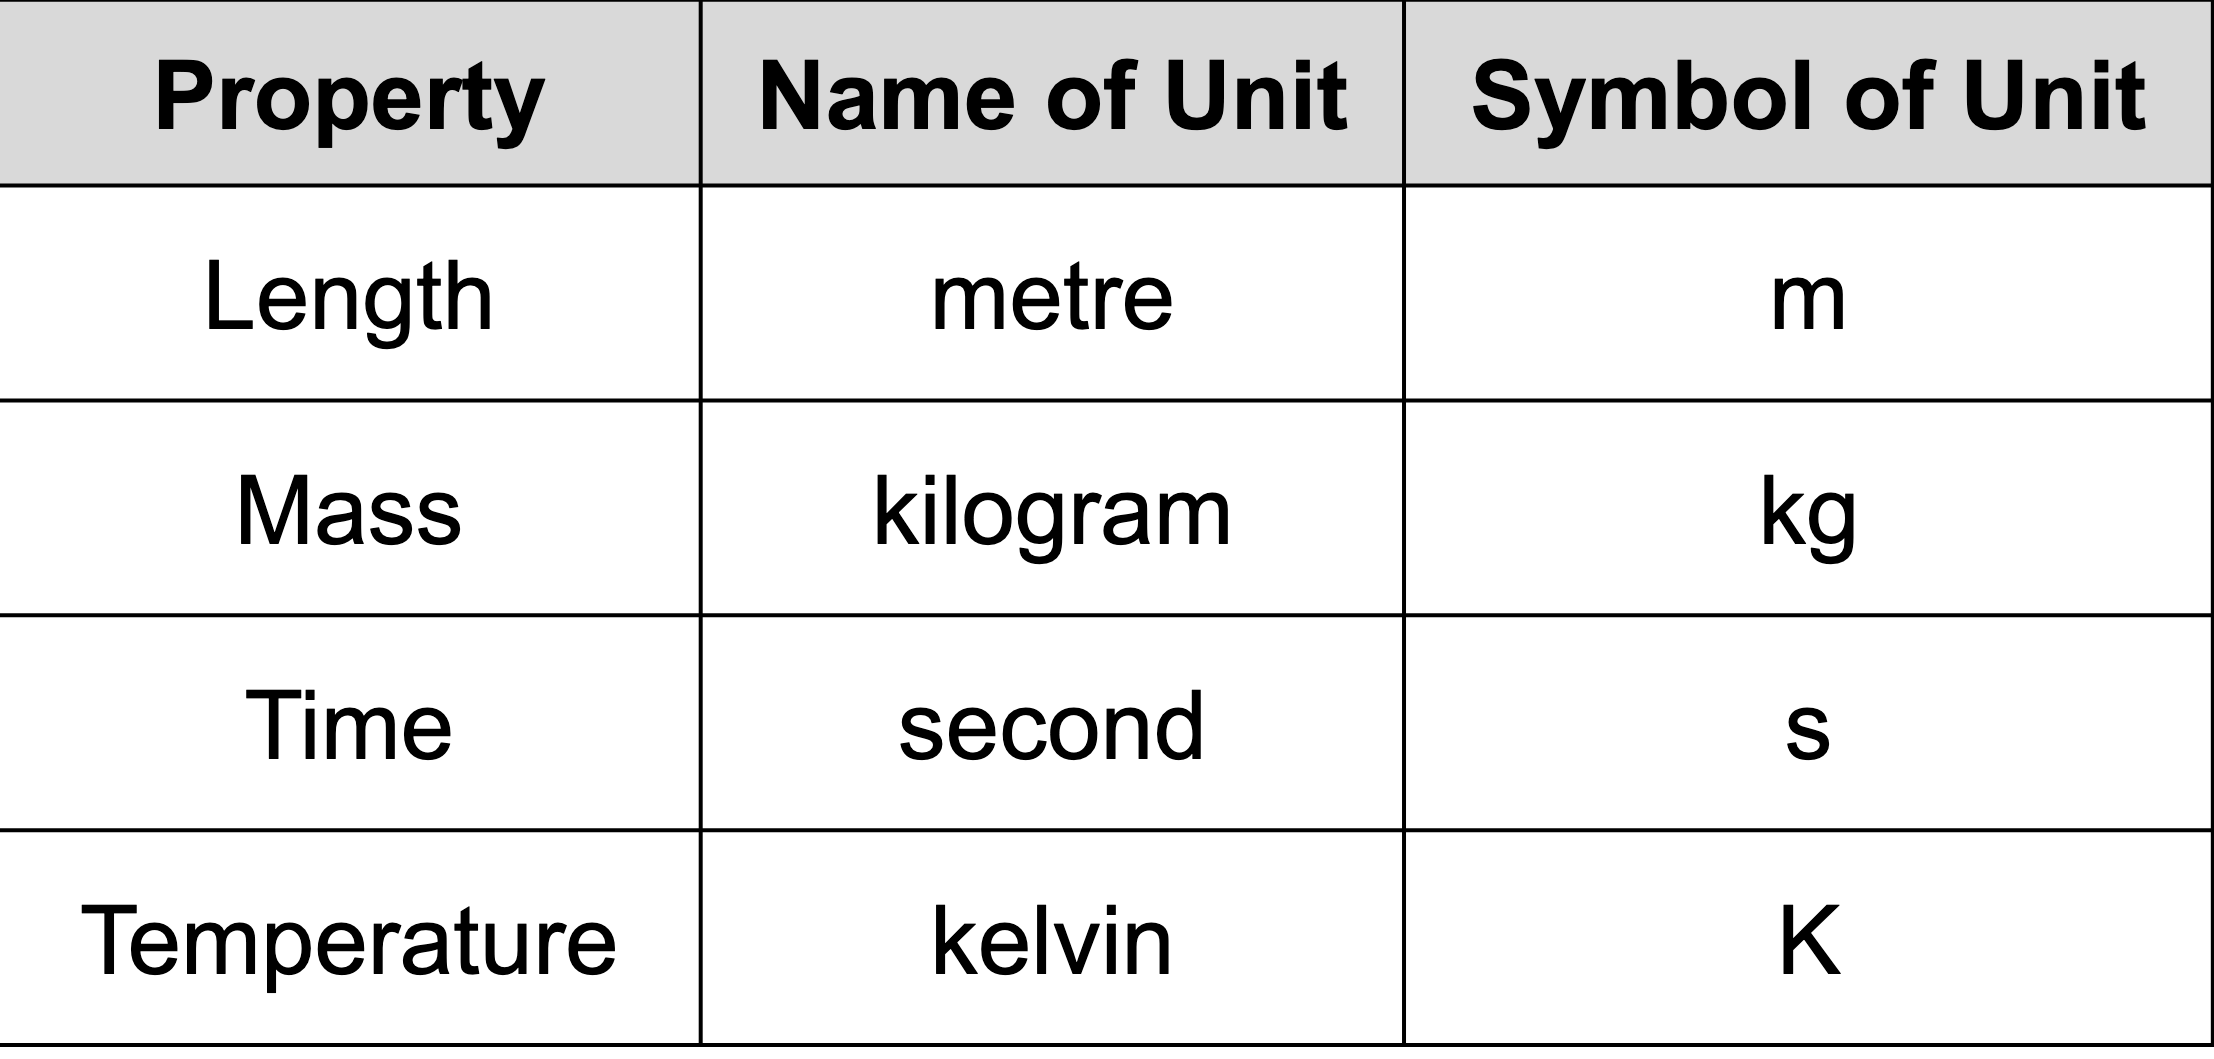 Property Name of Unit Symbol of Unit
Length metre m
Mass kilogram kg
Time second s
Temperature kelvin K